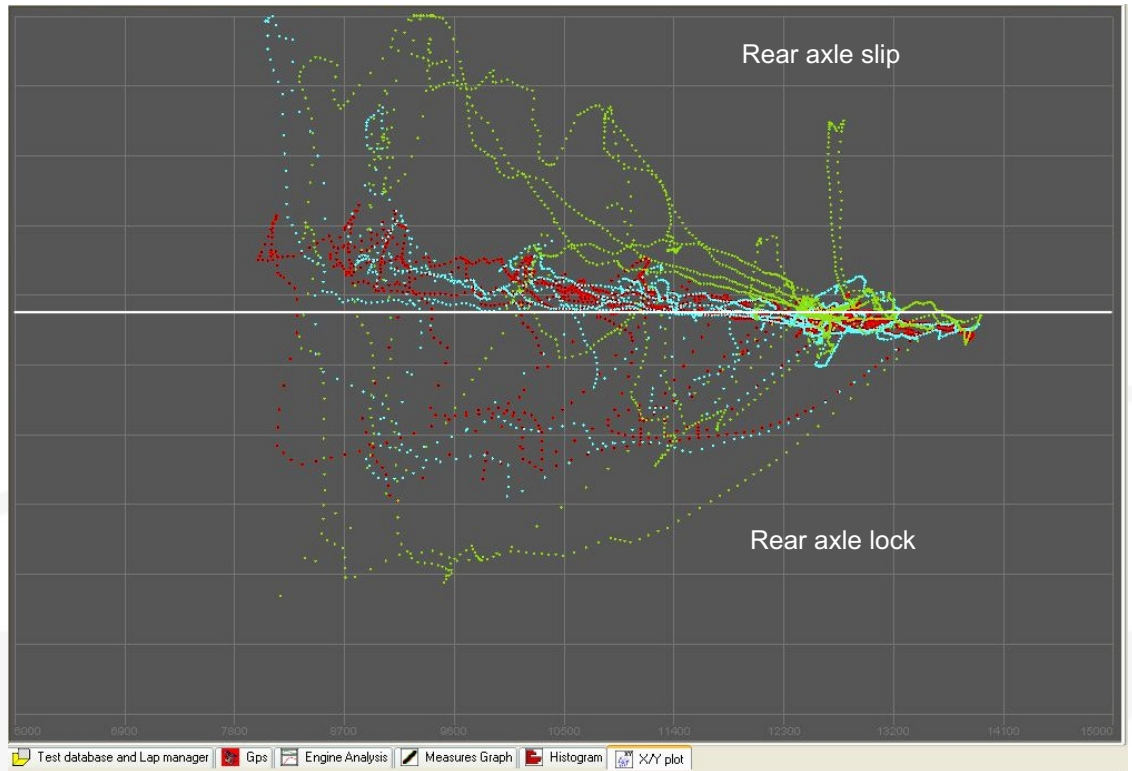 Rear axle slip
Rear axle lock
6000 6900 7800 8700 9600 10500 11400 12300 13200 14100 15000
Test database and Lap manager Gps Engine Analysis Measures Graph Histogram X/Y plot